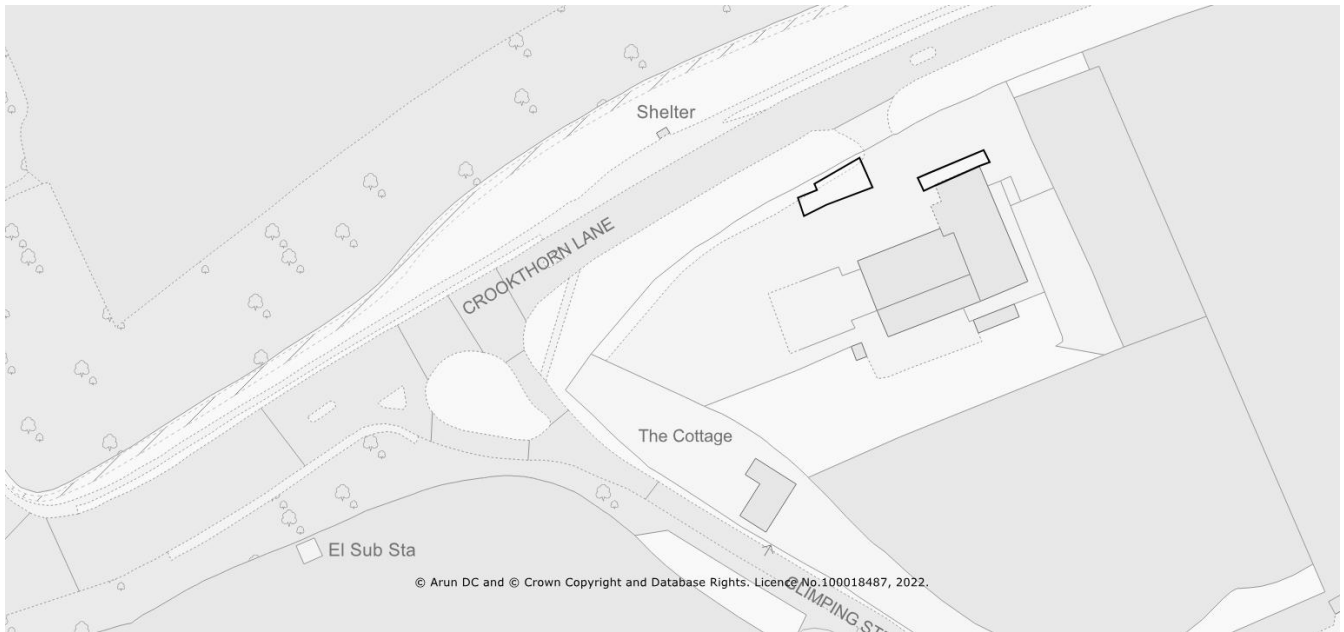 Shelter
CROOKTHORN LANE
The Cottage
El Sub Sta
© Arun DC and © Crown Copyright and Database Rights. Licence No.100018487, 2022.
CLIMPING